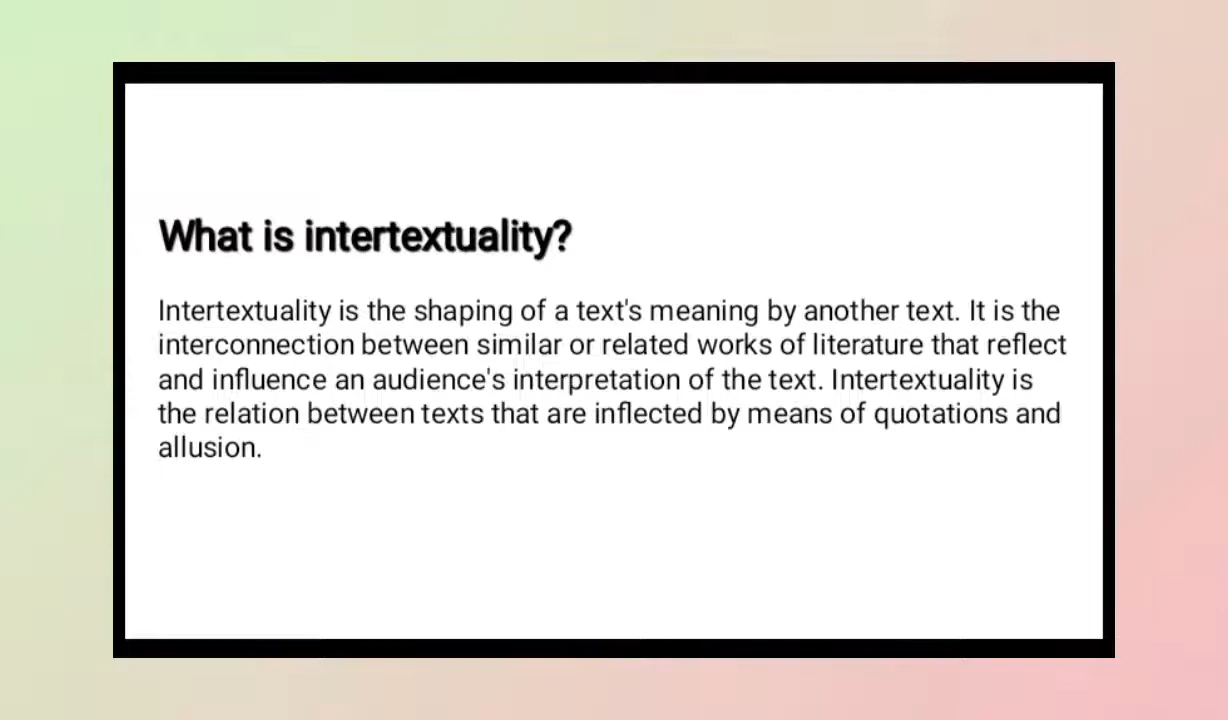 What is intertextuality?
Intertextuality is the shaping of a text's meaning by another text. It is the
interconnection between similar or related works of literature that reflect
and influence an audience's interpretation of the text. Intertextuality is
the relation between texts that are inflected by means of quotations and
allusion.